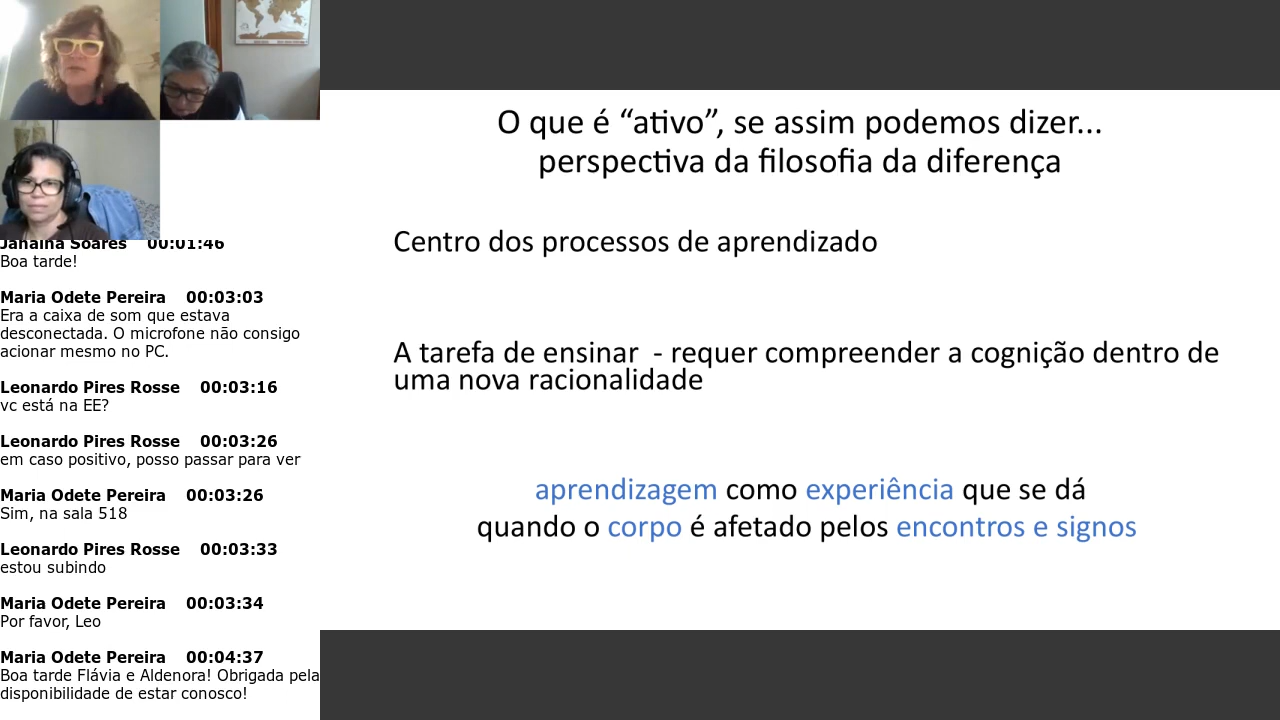 O que é “ativo”, se assim podemos dizer...
perspectiva da filosofia da diferença
Centro dos processos de aprendizado
A tarefa de ensinar  - requer compreender a cognição dentro de
uma nova racionalidade
aprendizagem como experiência que se dá
quando o corpo é afetado pelos encontros e signos
Janaina Soares 00:01:46
Boa tarde!
Maria Odete Pereira 00:03:03
Era a caixa de som que estava
desconectada. O microfone não consigo
acionar mesmo no PC.
Leonardo Pires Rosse 00:03:16
vc está na EE?
Leonardo Pires Rosse 00:03:26
em caso positivo, posso passar para ver
Maria Odete Pereira 00:03:26
Sim, na sala 518
Leonardo Pires Rosse 00:03:33
estou subindo
Maria Odete Pereira 00:03:34
Por favor, Leo
Maria Odete Pereira 00:04:37
Boa tarde Flávia e Aldenora! Obrigada pela
disponibilidade de estar conosco!